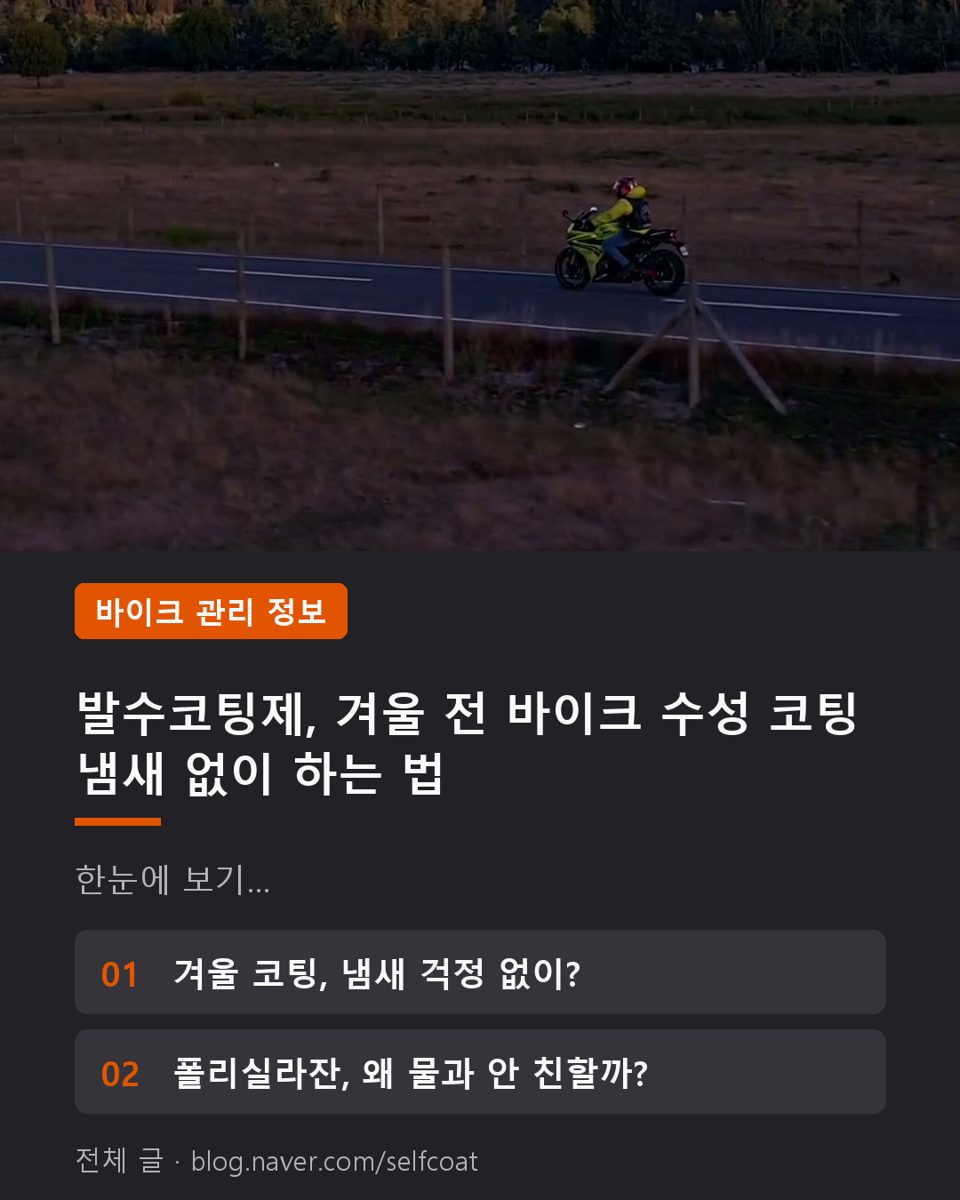 바이크 관리 정보
발수코팅제, 겨울 전 바이크 수성 코팅
냄새 없이 하는 법
한눈에 보기...
01 겨울 코팅, 냄새 걱정 없이?
02 폴리실라잔, 왜 물과 안 친할까?
전체 글 · blog.naver.com/selfcoat